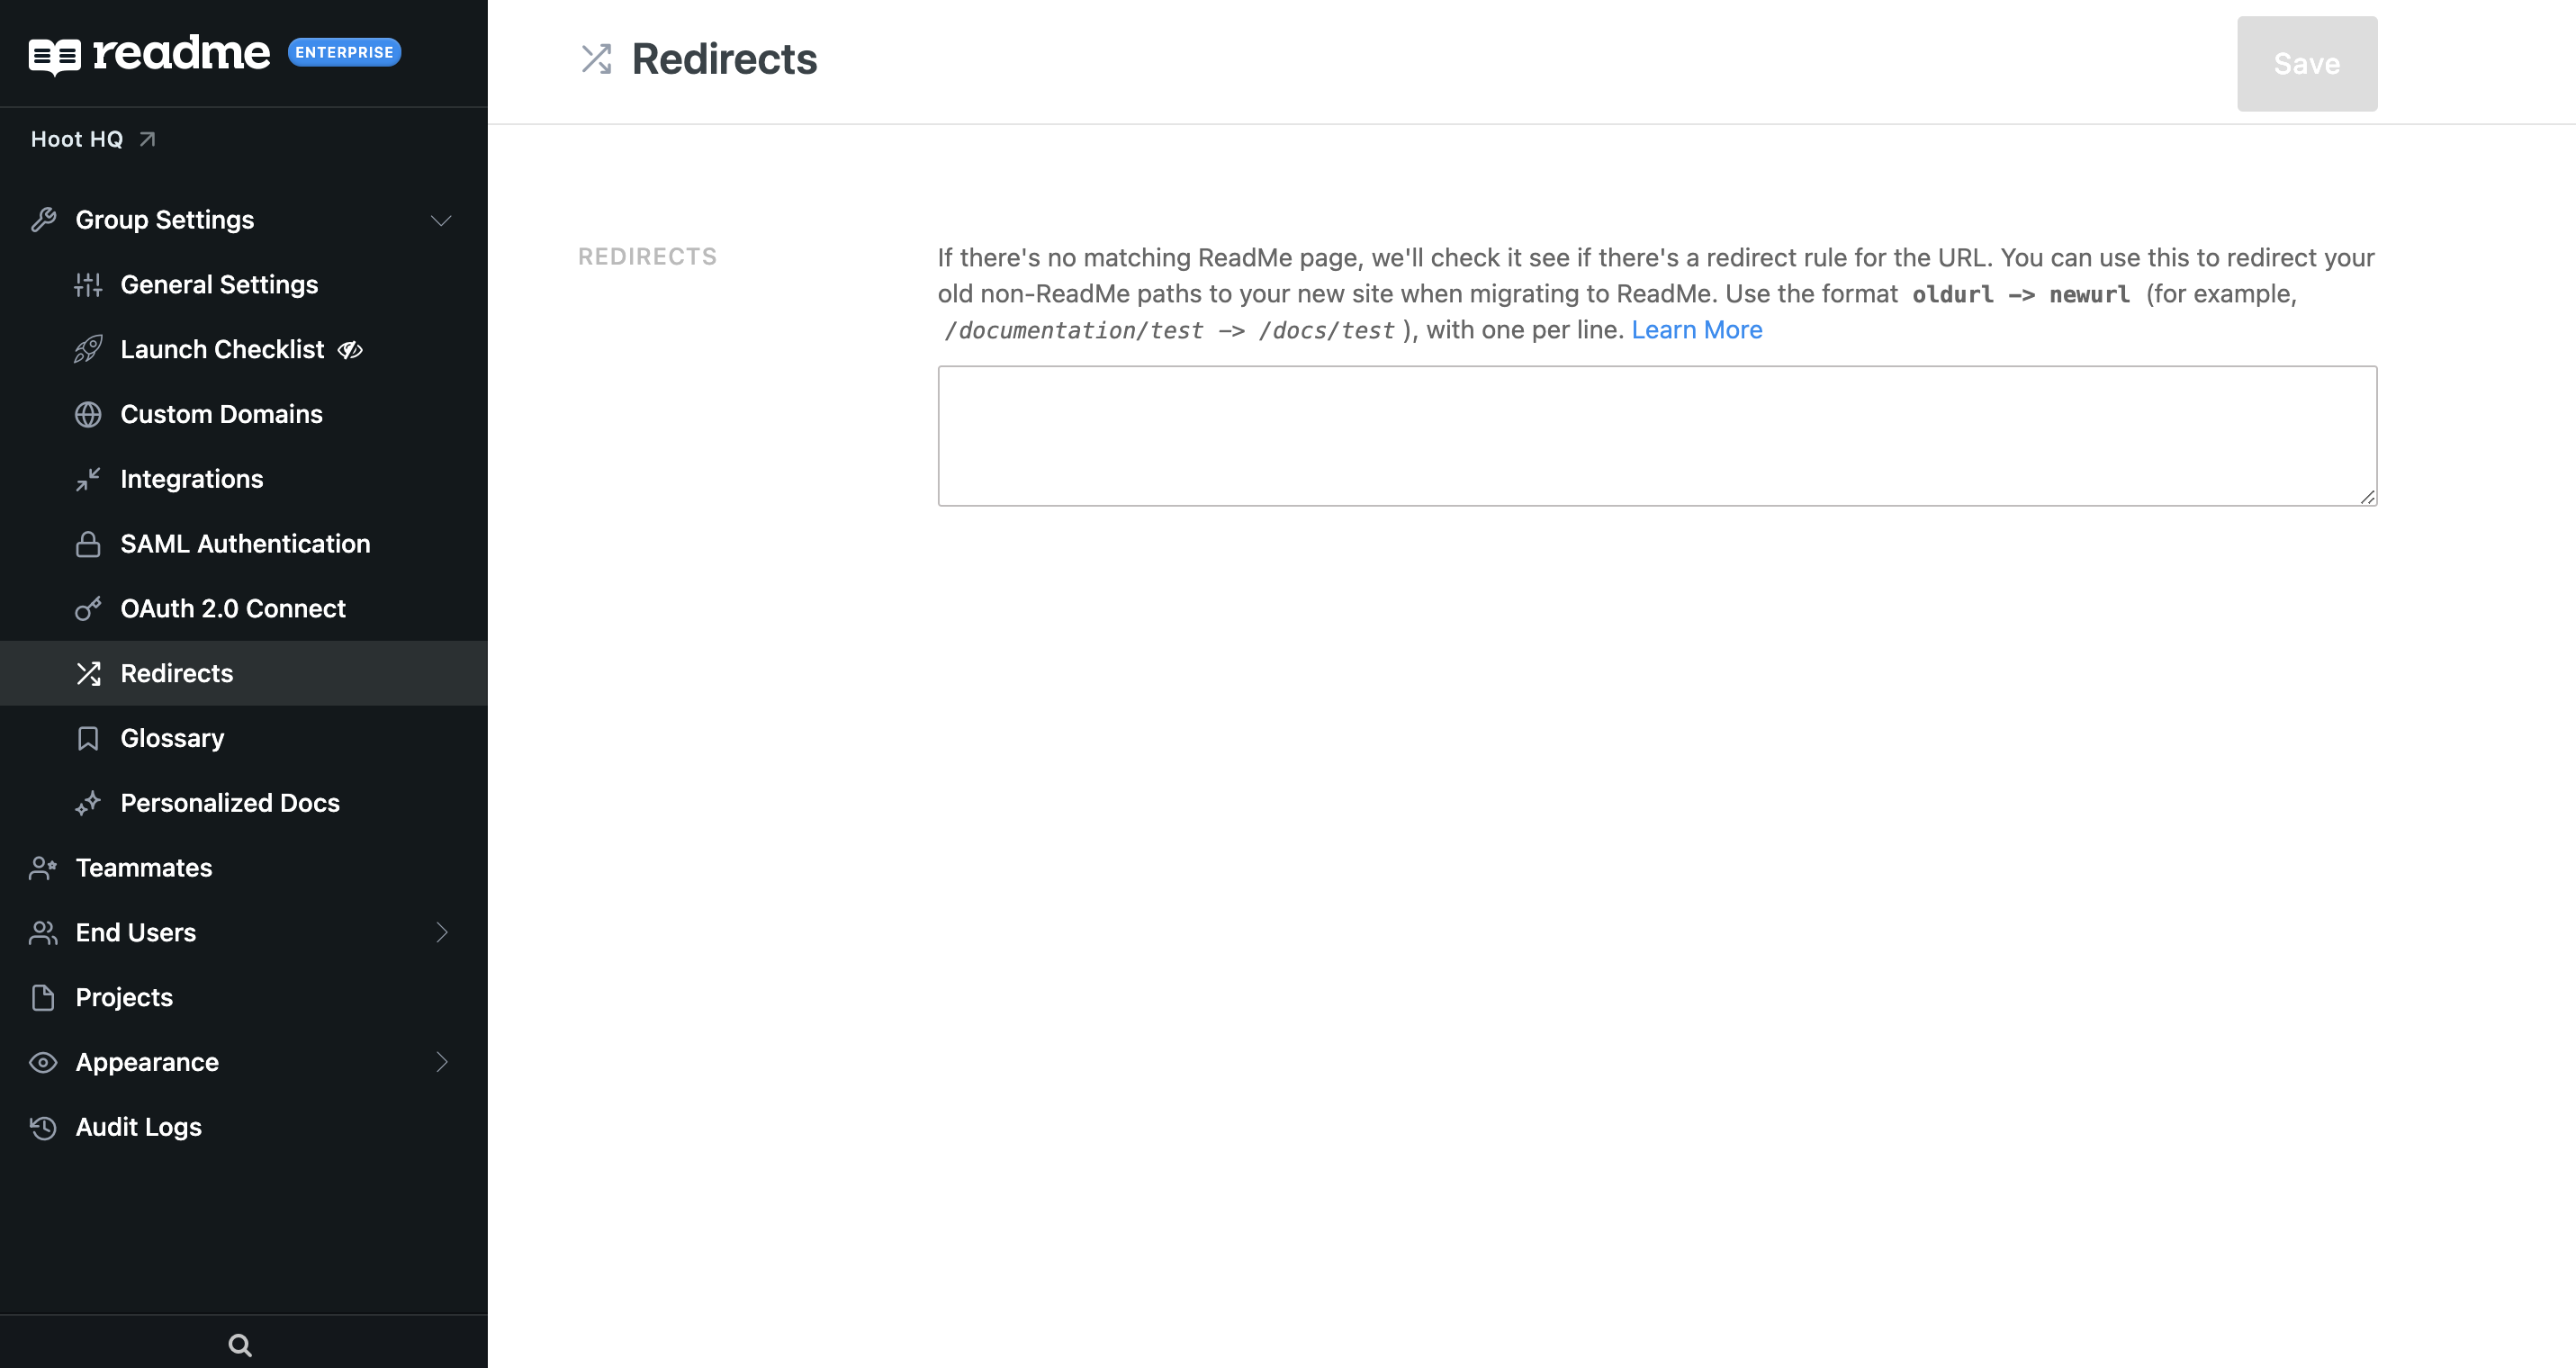 readme ENTERPRISE
Hoot HQ
Group Settings
General Settings
Launch Checklist
Custom Domains
Integrations
SAML Authentication
OAuth 2.0 Connect
Redirects
Glossary
Personalized Docs
Teammates
End Users
Projects
Appearance
Audit Logs
Redirects
Save
REDIRECTS
If there's no matching ReadMe page, we'll check it see if there's a redirect rule for the URL. You can use this to redirect your
old non-ReadMe paths to your new site when migrating to ReadMe. Use the format oldurl -> newurl (for example,
/documentation/test -> /docs/test ), with one per line. Learn More